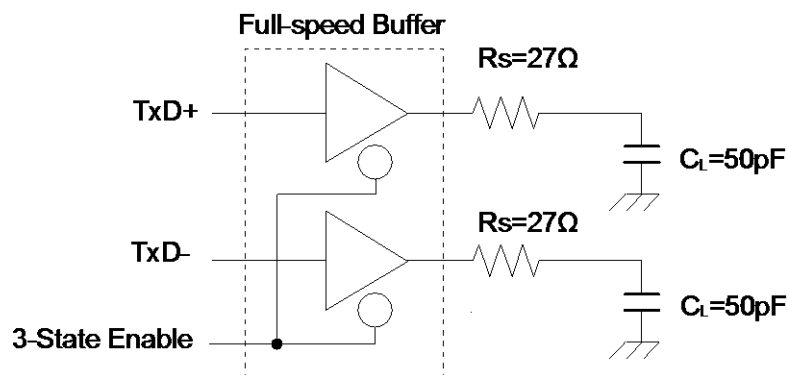 Full-speed Buffer
Rs=27Ω
TxD+
CL=50pF
Rs=27Ω
TxD-
CL=50pF
3-State Enable